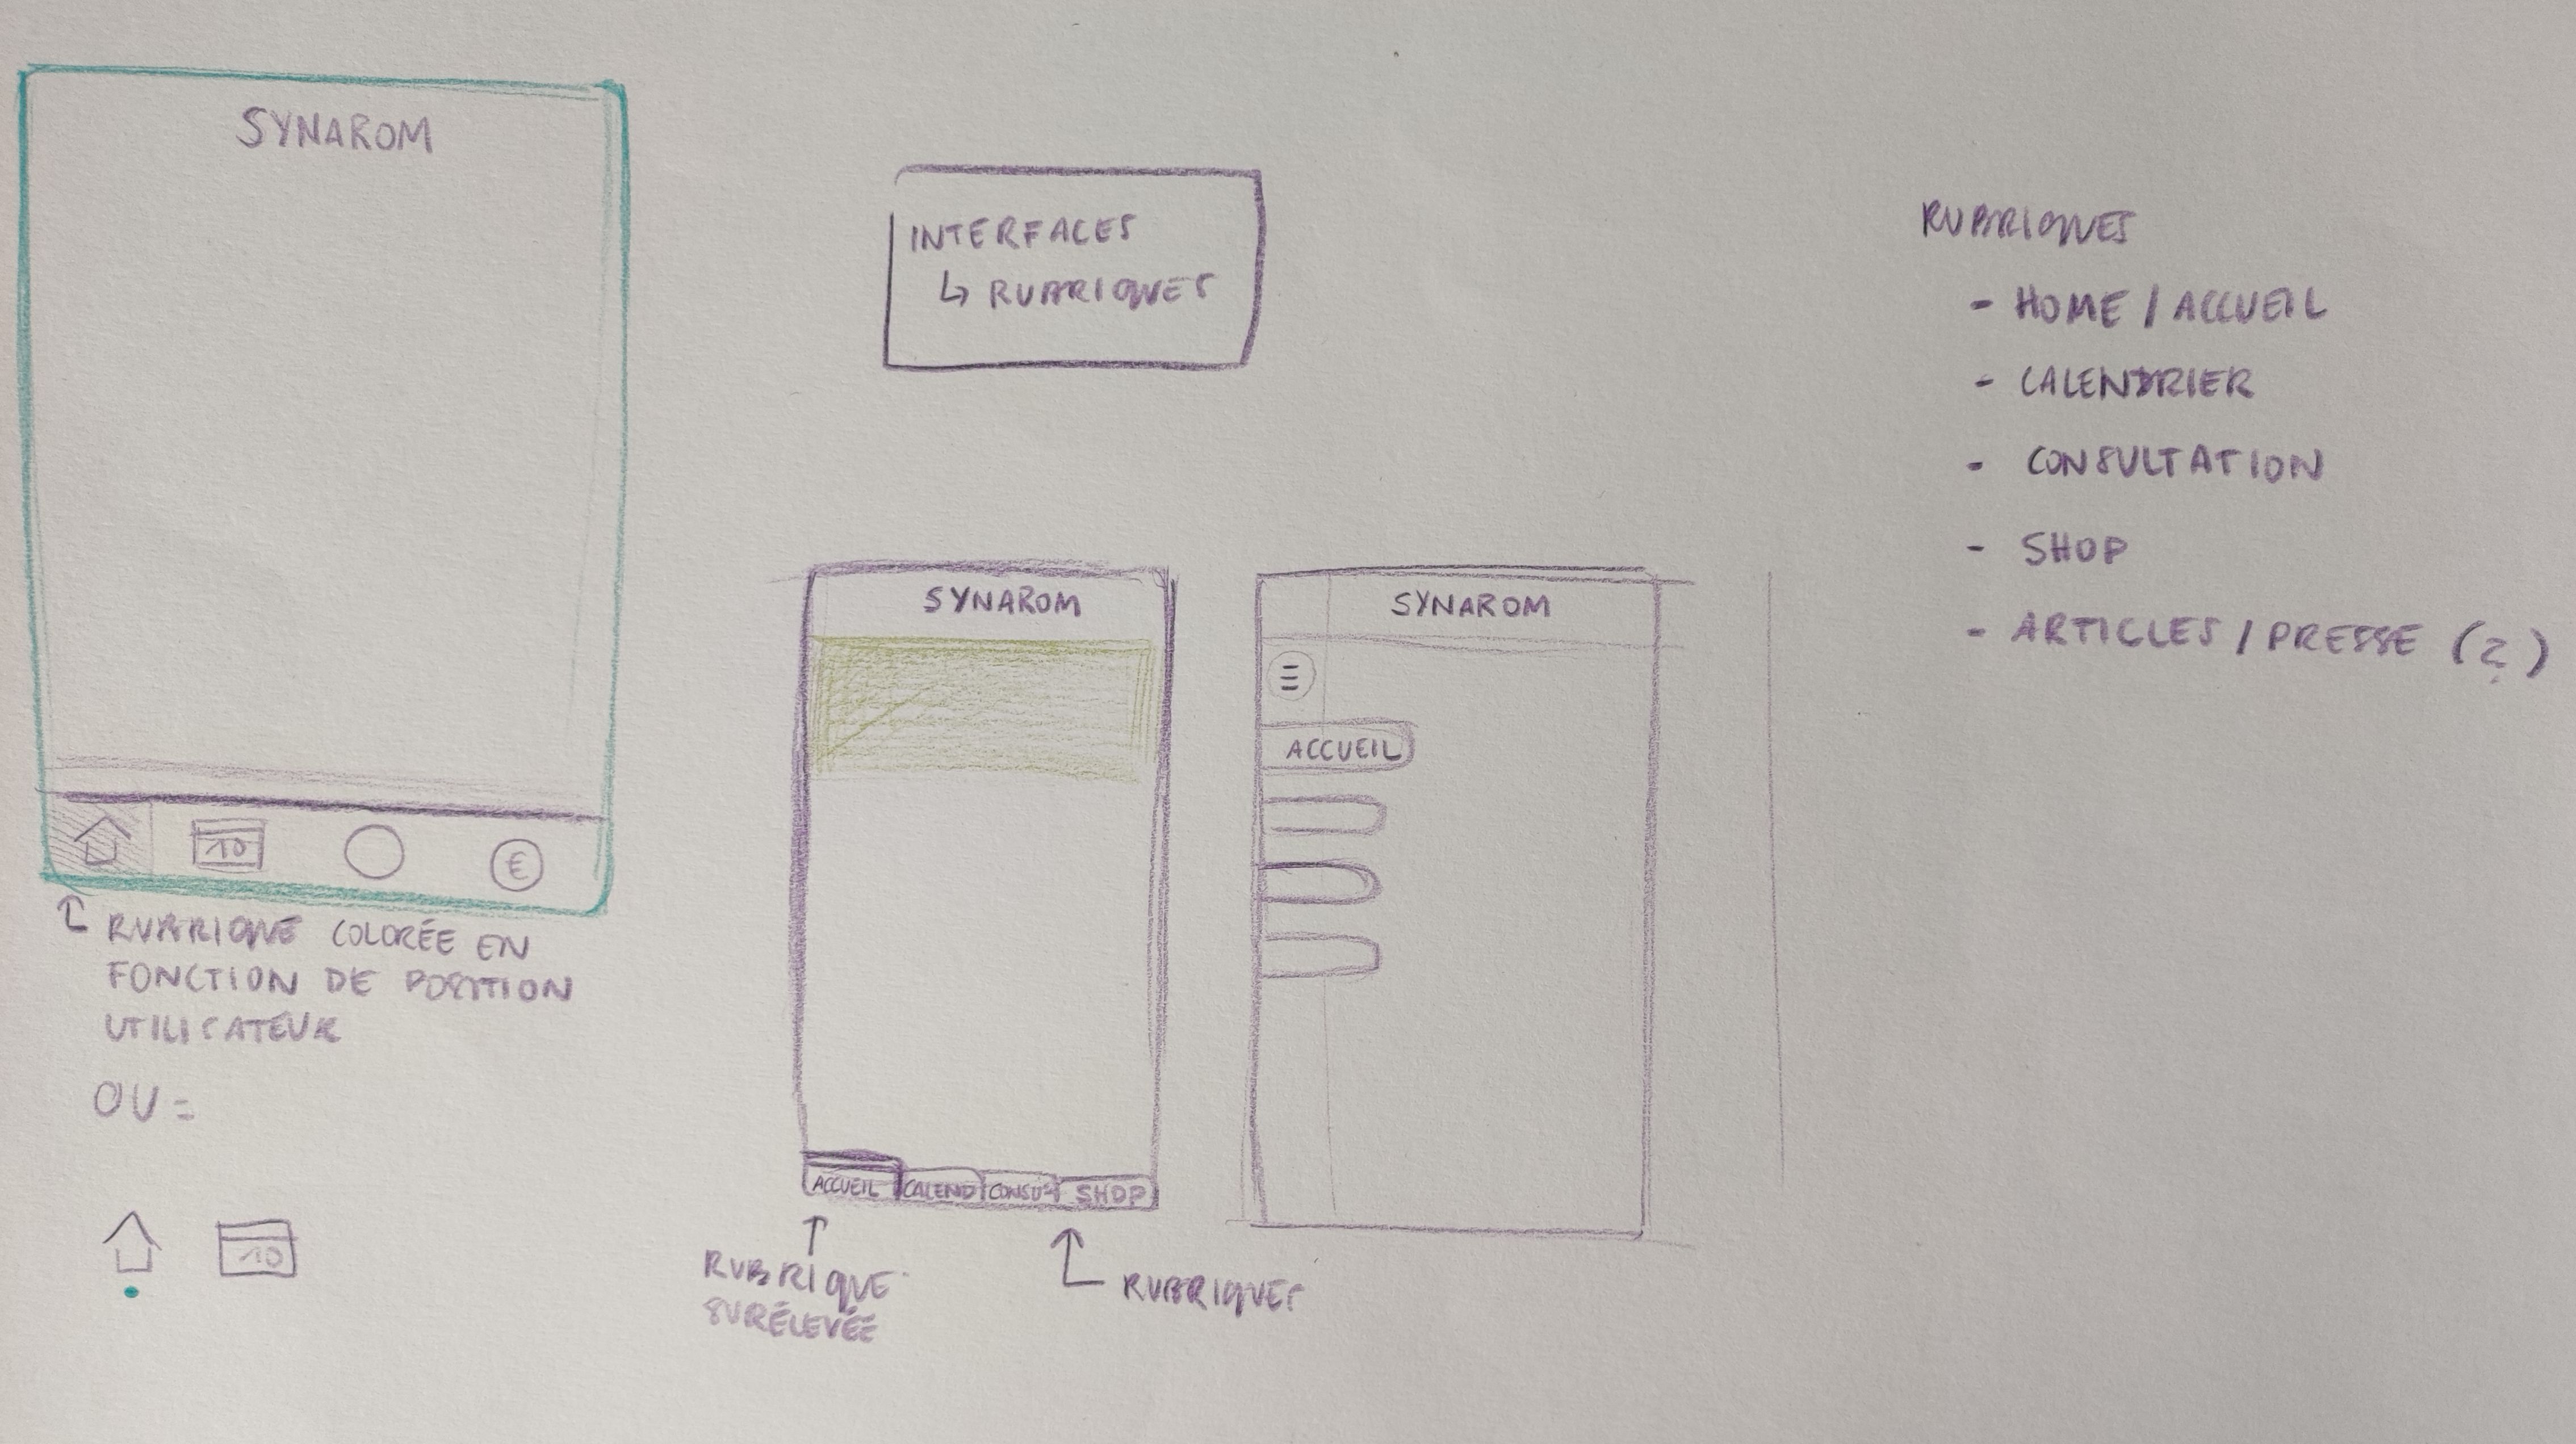 SYNAROM
10
€
RUBRIQUE COLORÉE EN
FONCTION DE POSITION
UTILISATEUR
OU =
10
INTERFACES
↳ RUBRIQUES
SYNAROM
ACCUEIL CALEND CONSULT SHOP
RUBRIQUE
SURÉLEVÉE
RUBRIQUES
SYNAROM
ACCUEIL
RUBRIQUES
- HOME / ACCUEIL
- CALENDRIER
- CONSULTATION
- SHOP
- ARTICLES / PRESSE (?)